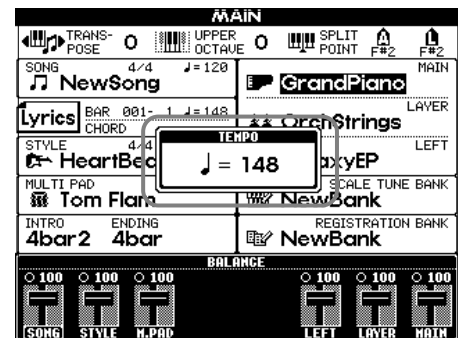 MAIN
TRANS-
POSE 0
UPPER
OCTAVE 0
SPLIT
POINT
F#2
F#2
SONG 4/4 ♩=120
NewSong
MAIN
GrandPiano
Lyrics
BAR 001- 1 ♩=148
CHORD
LAYER
OrchStrings
STYLE 4/4
HeartBea
LEFT
axyEP
TEMPO
♩= 148
MULTI PAD
Tom Flam
SCALE TUNE BANK
NewBank
INTRO ENDING
4bar2 4bar
REGISTRATION BANK
NewBank
BALANCE
100 100 100 100 100 100
SONG STYLE M.PAD LEFT LAYER MAIN